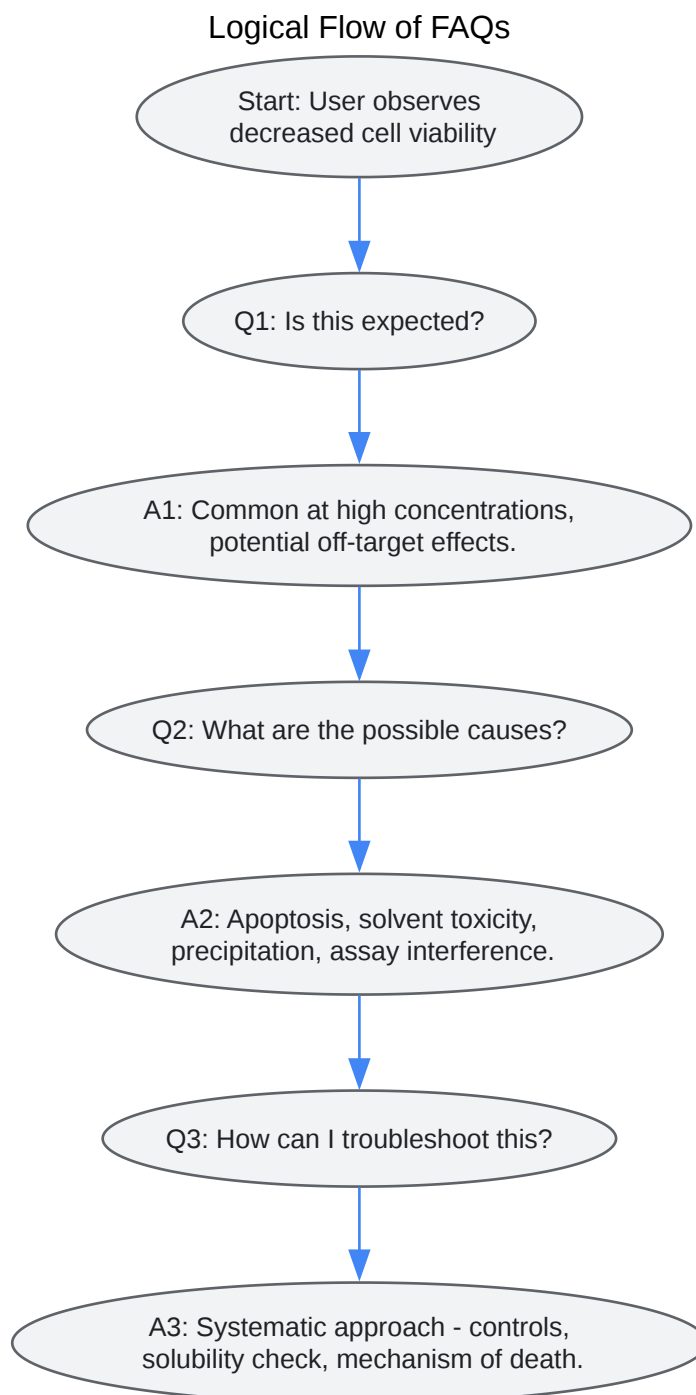 Logical Flow of FAQs
Start: User observes
decreased cell viability
Q1: Is this expected?
A1: Common at high concentrations,
potential off-target effects.
Q2: What are the possible causes?
A2: Apoptosis, solvent toxicity,
precipitation, assay interference.
Q3: How can I troubleshoot this?
A3: Systematic approach - controls,
solubility check, mechanism of death.